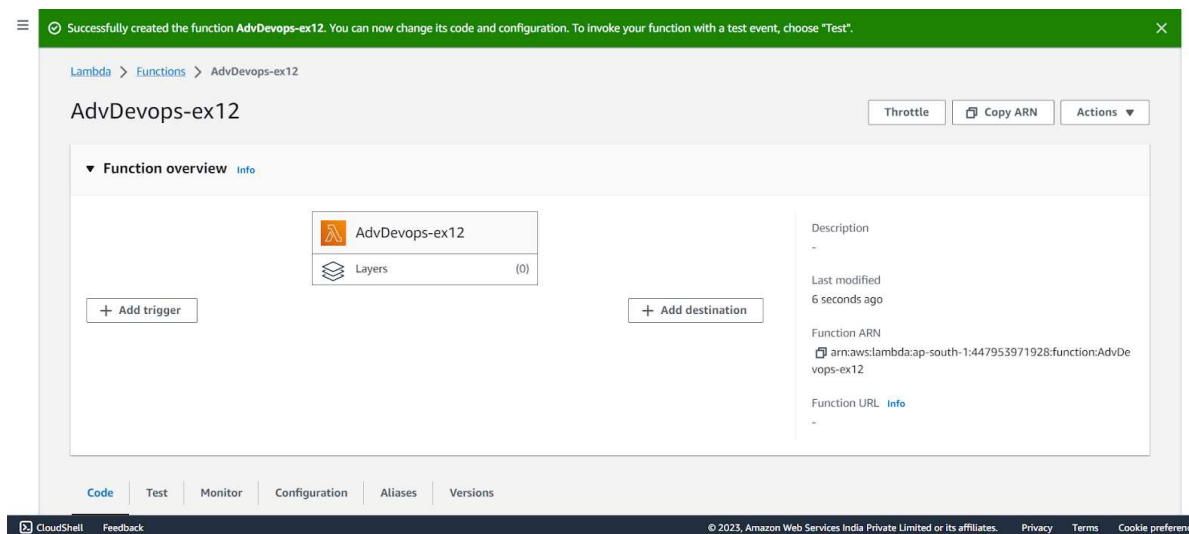 Successfully created the function AdvDevops-ex12. You can now change its code and configuration. To invoke your function with a test event, choose "Test".
Lambda > Functions > AdvDevops-ex12
AdvDevops-ex12
Throttle Copy ARN Actions
Function overview Info
AdvDevops-ex12
Layers (0)
+ Add trigger
+ Add destination
Description
-
Last modified
6 seconds ago
Function ARN
arn:aws:lambda:ap-south-1:447953971928:function:AdvDe
vops-ex12
Function URL Info
-
Code Test Monitor Configuration Aliases Versions
CloudShell Feedback © 2023, Amazon Web Services India Private Limited or its affiliates. Privacy Terms Cookie preferen